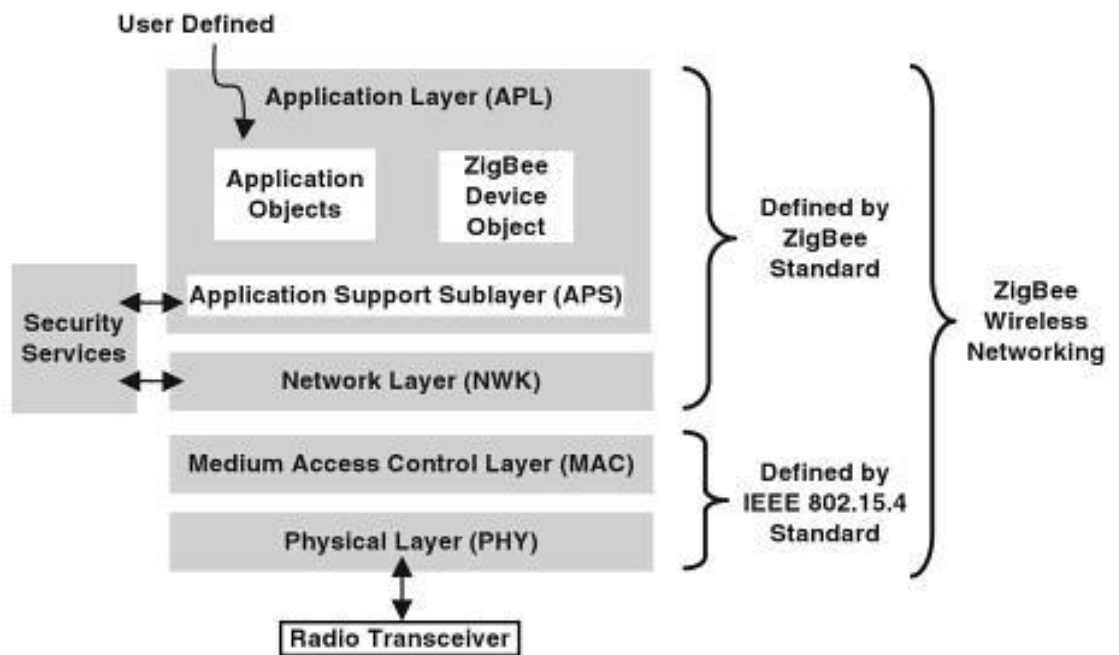 User Defined
Application Layer (APL)
Application
Objects
ZigBee
Device
Object
Application Support Sublayer (APS)
Security
Services
Network Layer (NWK)
Medium Access Control Layer (MAC)
Physical Layer (PHY)
Radio Transceiver
Defined by
ZigBee
Standard
Defined by
IEEE 802.15.4
Standard
ZigBee
Wireless
Networking